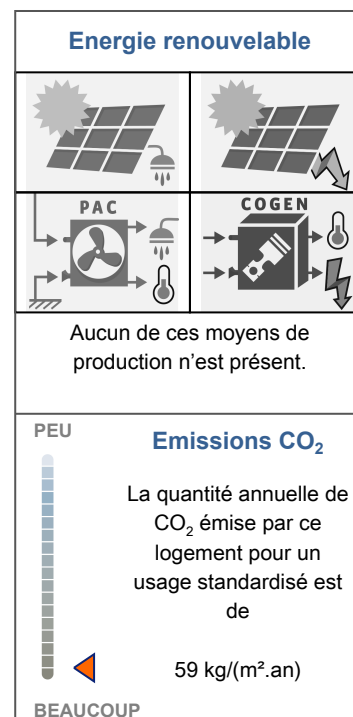 Energie renouvelable
PAC
COGEN
Aucun de ces moyens de
production n'est présent.
PEU
Emissions CO₂
La quantité annuelle de
CO₂ émise par ce
logement pour un
usage standardisé est
de
59 kg/(m².an)
BEAUCOUP